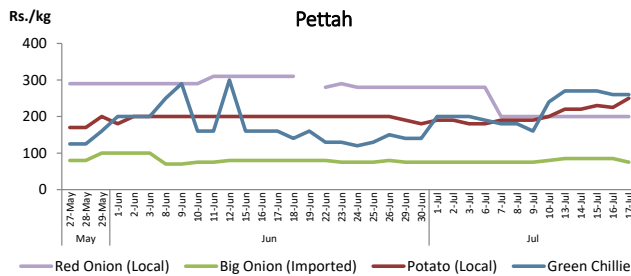 Pettah
Rs./kg
400
300
200
100
0
27-May
28-May
29-May
1-Jun
2-Jun
3-Jun
8-Jun
9-Jun
10-Jun
11-Jun
12-Jun
15-Jun
16-Jun
17-Jun
18-Jun
19-Jun
22-Jun
23-Jun
24-Jun
25-Jun
26-Jun
29-Jun
30-Jun
1-Jul
2-Jul
3-Jul
6-Jul
7-Jul
8-Jul
9-Jul
10-Jul
13-Jul
14-Jul
15-Jul
16-Jul
17-Jul
May
Jun
Jul
Red Onion (Local)
Big Onion (Imported)
Potato (Local)
Green Chillie